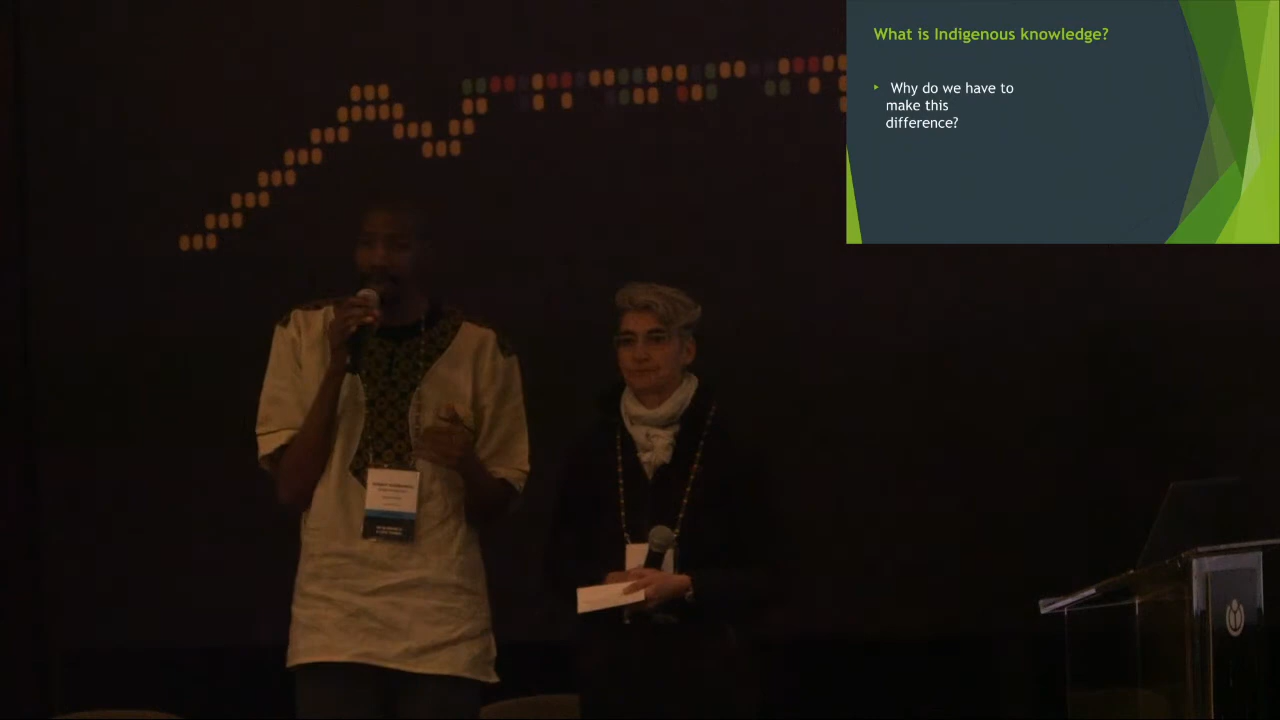 What is Indigenous knowledge?
Why do we have to
make this
difference?